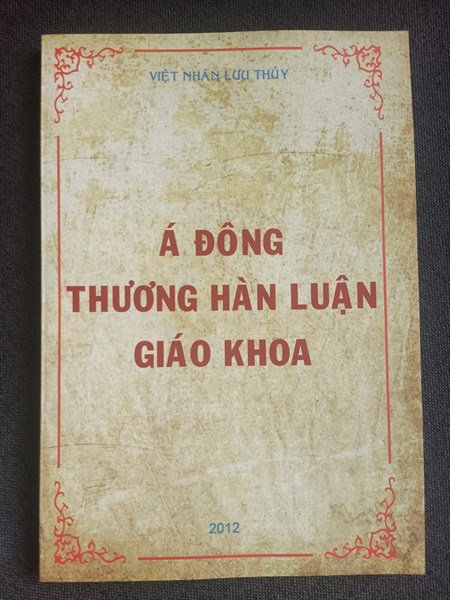 VIỆT NHÂN LƯU THỦY
Á ĐÔNG
THƯƠNG HÀN LUẬN
GIÁO KHOA
2012